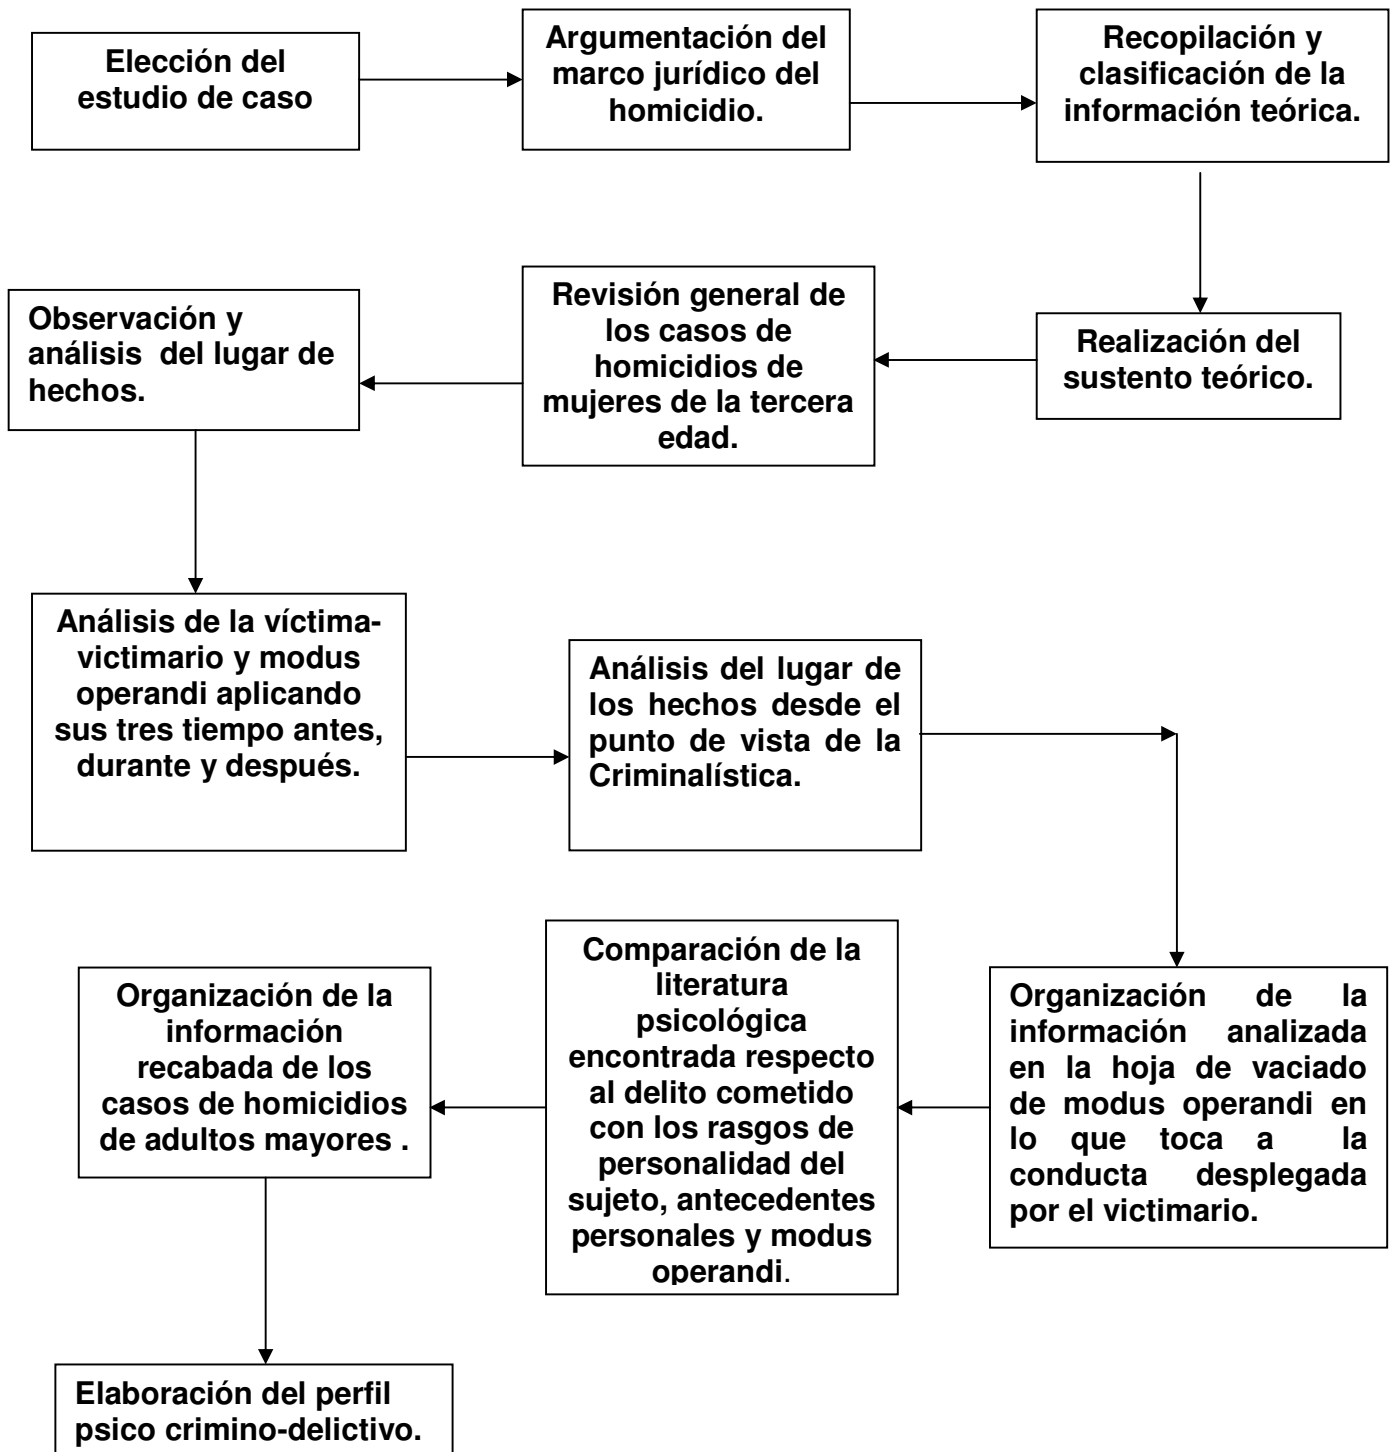 Elección del
estudio de caso
Argumentación del
marco jurídico del
homicidio.
Recopilación y
clasificación de la
información teórica.
Realización del
sustento teórico.
Revisión general de
los casos de
homicidios de
mujeres de la tercera
edad.
Observación y
análisis del lugar de
hechos.
Análisis de la víctima-
victimario y modus
operandi aplicando
sus tres tiempo antes,
durante y después.
Análisis del lugar de
los hechos desde el
punto de vista de la
Criminalística.
Organización de la
información analizada
en la hoja de vaciado
de modus operandi en
lo que toca a la
conducta desplegada
por el victimario.
Comparación de la
literatura
psicológica
encontrada respecto
al delito cometido
con los rasgos de
personalidad del
sujeto, antecedentes
personales y modus
operandi.
Organización de la
información
recabada de los
casos de homicidios
de adultos mayores .
Elaboración del perfil
psico crimino-delictivo.